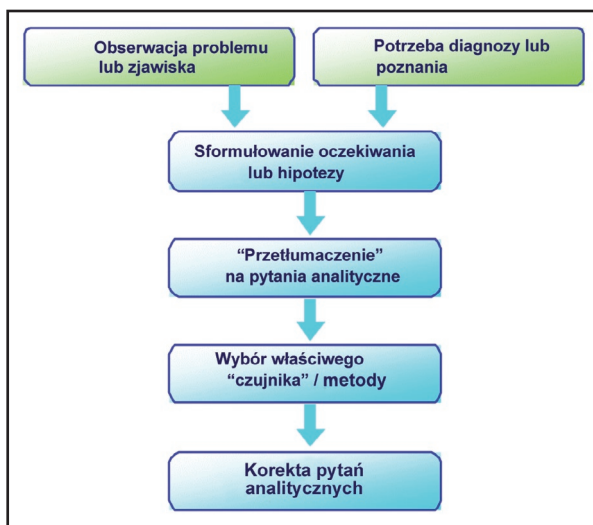 Obserwacja problemu
lub zjawiska
Potrzeba diagnozy lub
poznania
Sformułowanie oczekiwania
lub hipotezy
“Przetłumaczenie”
na pytania analityczne
Wybór właściwego
“czujnika” / metody
Korekta pytań
analitycznych